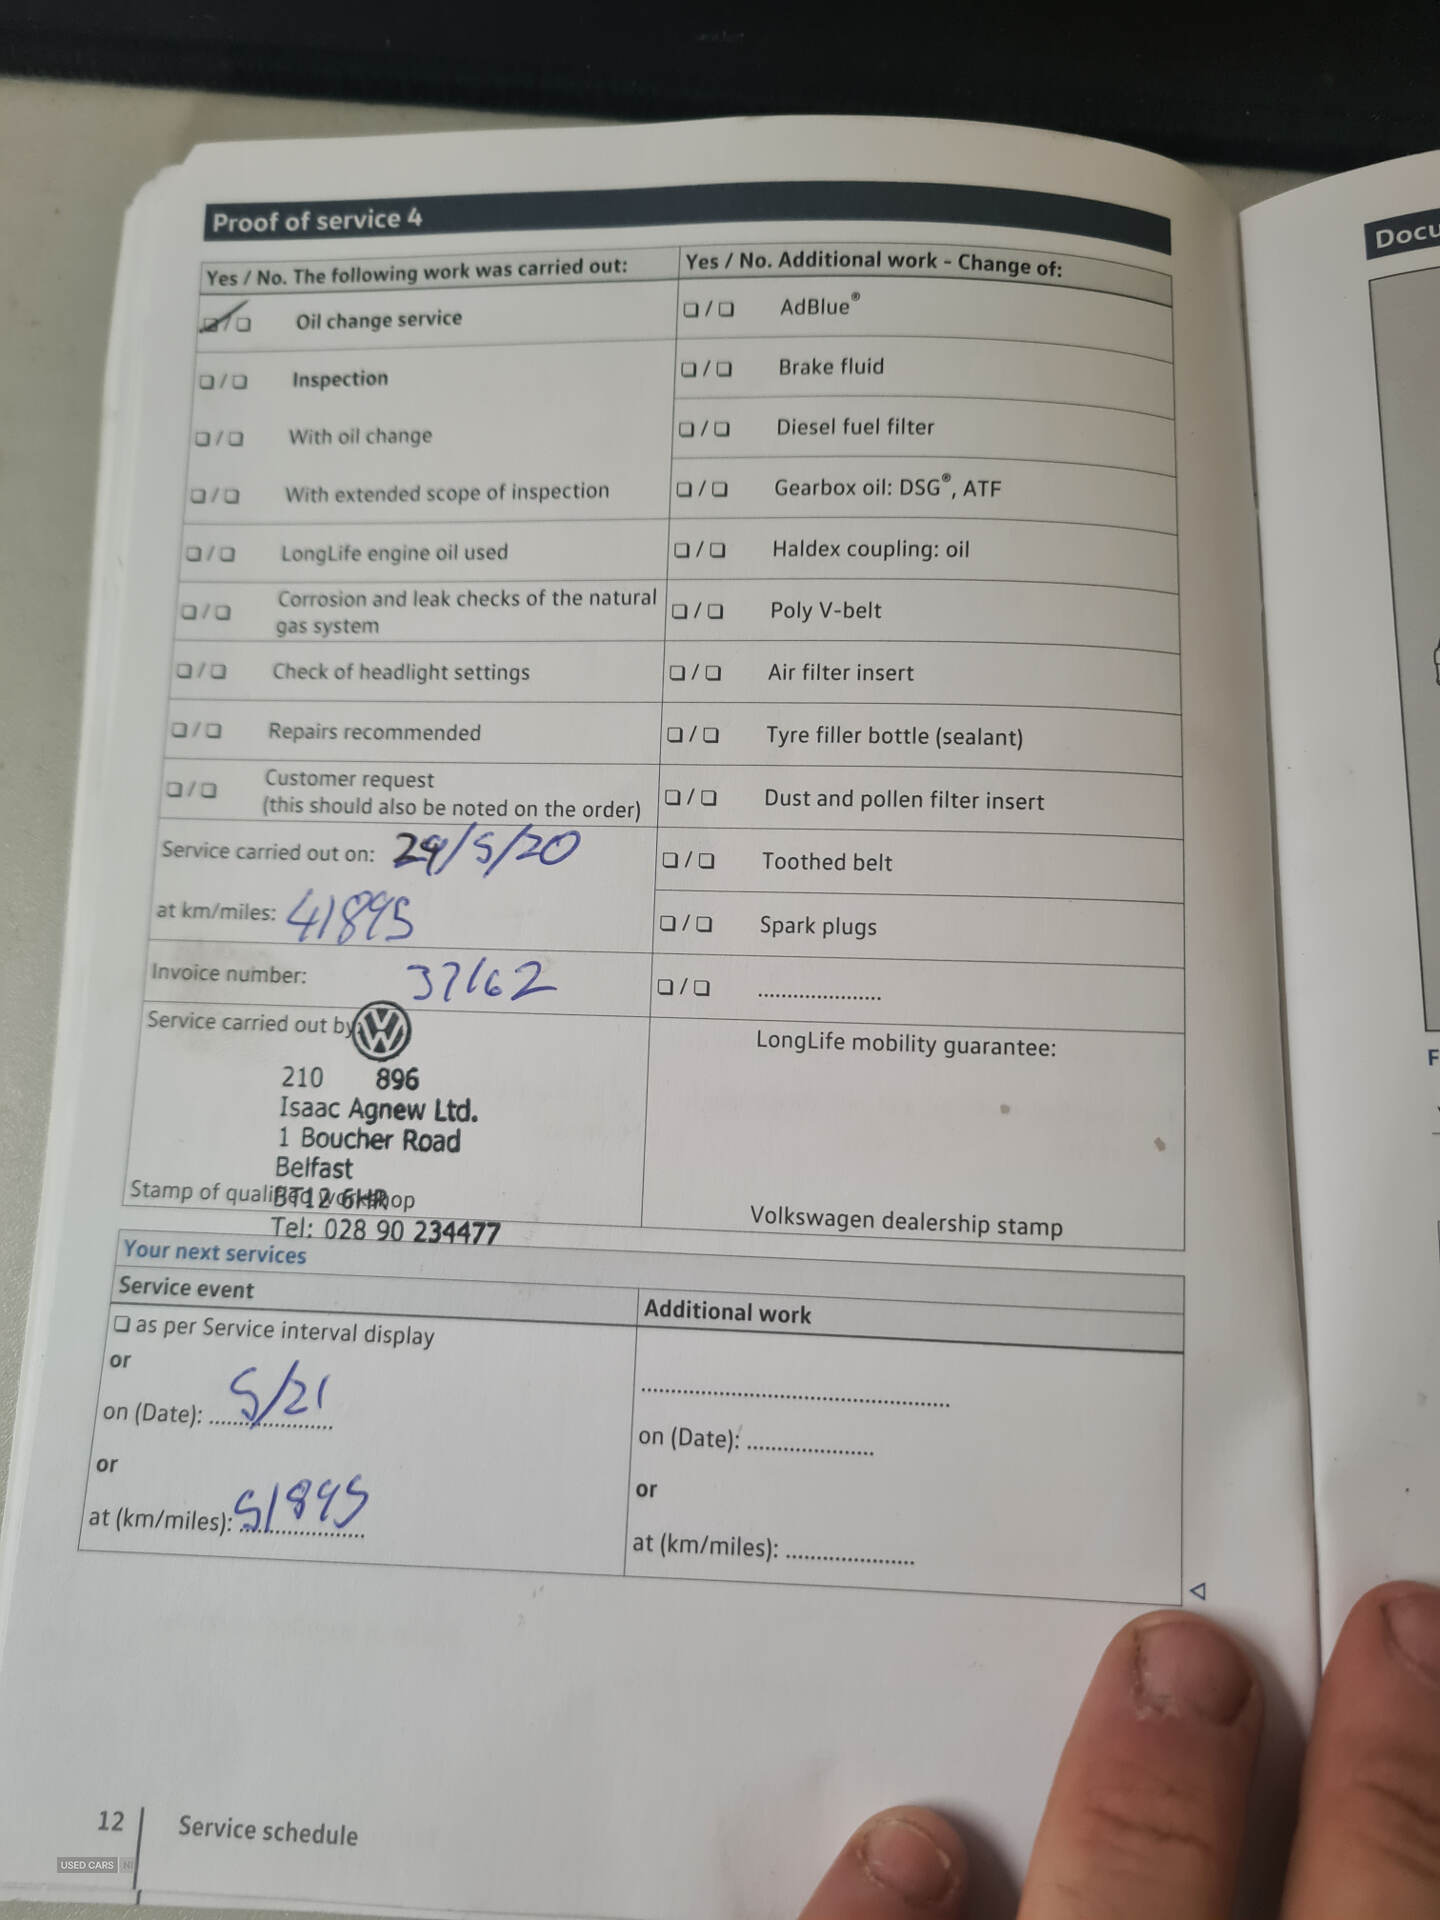 Proof of service 4
Yes / No. The following work was carried out:
Oil change service
Inspection
With oil change
With extended scope of inspection
LongLife engine oil used
Corrosion and leak checks of the natural
gas system
Check of headlight settings
Repairs recommended
Customer request
(this should also be noted on the order)
Service carried out on: 29/5/20
at km/miles: 41895
Invoice number: 37162
Service carried out by:
210 896
Isaac Agnew Ltd.
1 Boucher Road
Belfast
BT12 6HR
Stamp of qualified workshop
Tel: 028 90 234477
Yes / No. Additional work - Change of:
AdBlue®
Brake fluid
Diesel fuel filter
Gearbox oil: DSG®, ATF
Haldex coupling: oil
Poly V-belt
Air filter insert
Tyre filler bottle (sealant)
Dust and pollen filter insert
Toothed belt
Spark plugs
.....................
LongLife mobility guarantee:
Volkswagen dealership stamp
Your next services
Service event
as per Service interval display
or
on (Date): 5/21
or
at (km/miles): 51895
Additional work
on (Date): .....................
or
at (km/miles): .....................
12
Service schedule
USED CARS NI
Docu
F